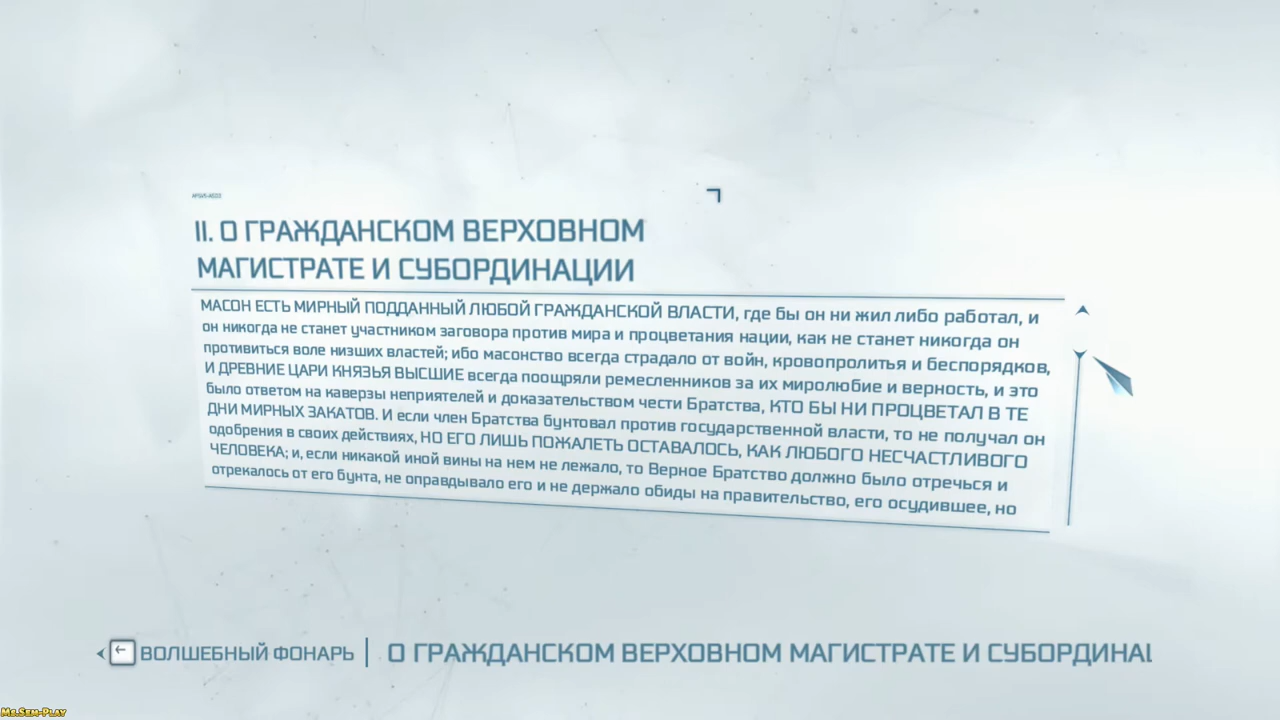 II. О ГРАЖДАНСКОМ ВЕРХОВНОМ
МАГИСТРАТЕ И СУБОРДИНАЦИИ
МАСОН ЕСТЬ МИРНЫЙ ПОДДАННЫЙ ЛЮБОЙ ГРАЖДАНСКОЙ ВЛАСТИ, где бы он ни жил либо работал, и
он никогда не станет участником заговора против мира и процветания нации, как не станет никогда он
противиться воле низших властей; ибо масонство всегда страдало от войн, кровопролитья и беспорядков,
И ДРЕВНИЕ ЦАРИ КНЯЗЬЯ ВЫСШИЕ всегда поощряли ремесленников за их миролюбие и верность, и это
было ответом на каверзы неприятелей и доказательством чести Братства, КТО БЫ НИ ПРОЦВЕТАЛ В ТЕ
ДНИ МИРНЫХ ЗАКАТОВ. И если член Братства бунтовал против государственной власти, то не получал он
одобрения в своих действиях, НО ЕГО ЛИШЬ ПОЖАЛЕТЬ ОСТАВАЛОСЬ, КАК ЛЮБОГО НЕСЧАСТЛИВОГО
ЧЕЛОВЕКА; и, если никакой иной вины на нем не лежало, то Верное Братство должно было отречься и
отрекалось от его бунта, не оправдывало его и не держало обиды на правительство, его осудившее, но
ВОЛШЕБНЫЙ ФОНАРЬ | О ГРАЖДАНСКОМ ВЕРХОВНОМ МАГИСТРАТЕ И СУБОРДИНАЦ
Ms.Sem-Play